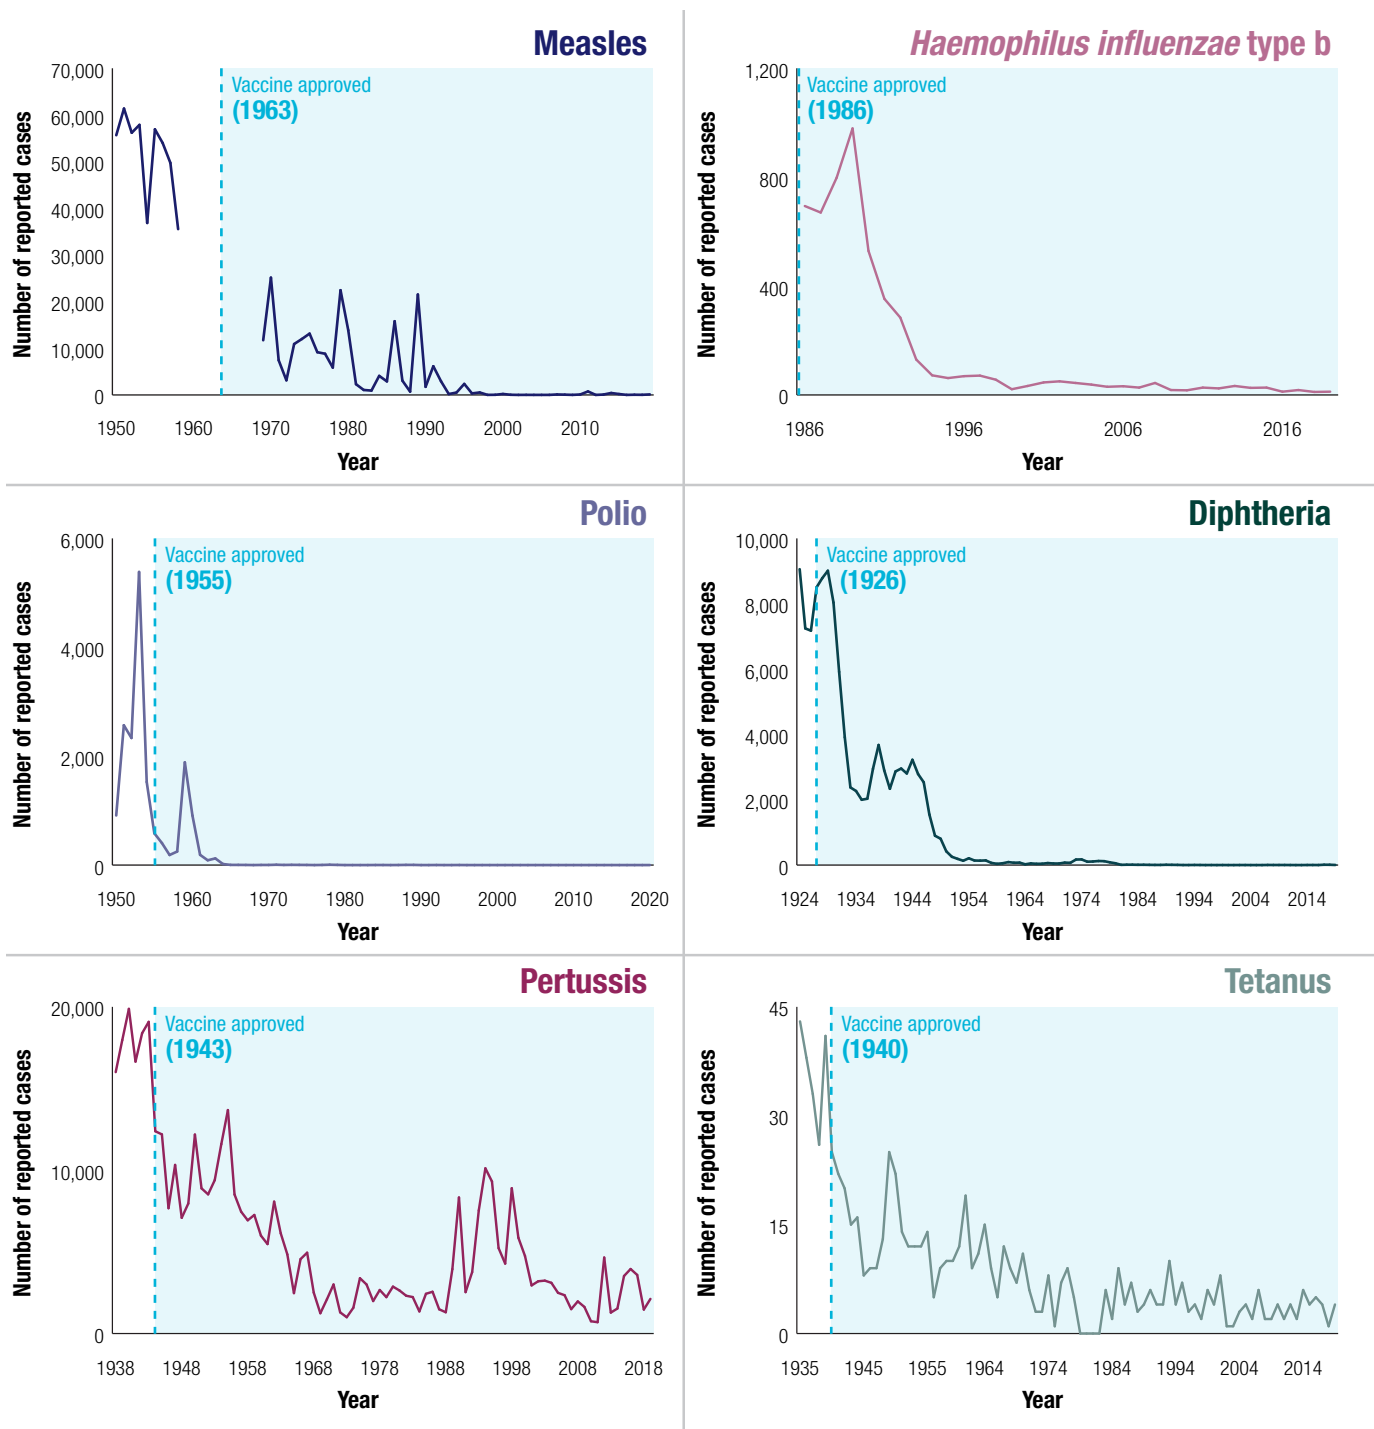 Measles
70,000
60,000
50,000
40,000
30,000
20,000
10,000
0
Number of reported cases
Vaccine approved
(1963)
1950 1960 1970 1980 1990 2000 2010
Year
Haemophilus influenzae type b
1,200
800
400
0
Number of reported cases
Vaccine approved
(1986)
1986 1996 2006 2016
Year
Polio
6,000
4,000
2,000
0
Number of reported cases
Vaccine approved
(1955)
1950 1960 1970 1980 1990 2000 2010 2020
Year
Diphtheria
10,000
8,000
6,000
4,000
2,000
0
Number of reported cases
Vaccine approved
(1926)
1924 1934 1944 1954 1964 1974 1984 1994 2004 2014
Year
Pertussis
20,000
10,000
0
Number of reported cases
Vaccine approved
(1943)
1938 1948 1958 1968 1978 1988 1998 2008 2018
Year
Tetanus
45
30
15
0
Number of reported cases
Vaccine approved
(1940)
1935 1945 1955 1964 1974 1984 1994 2004 2014
Year